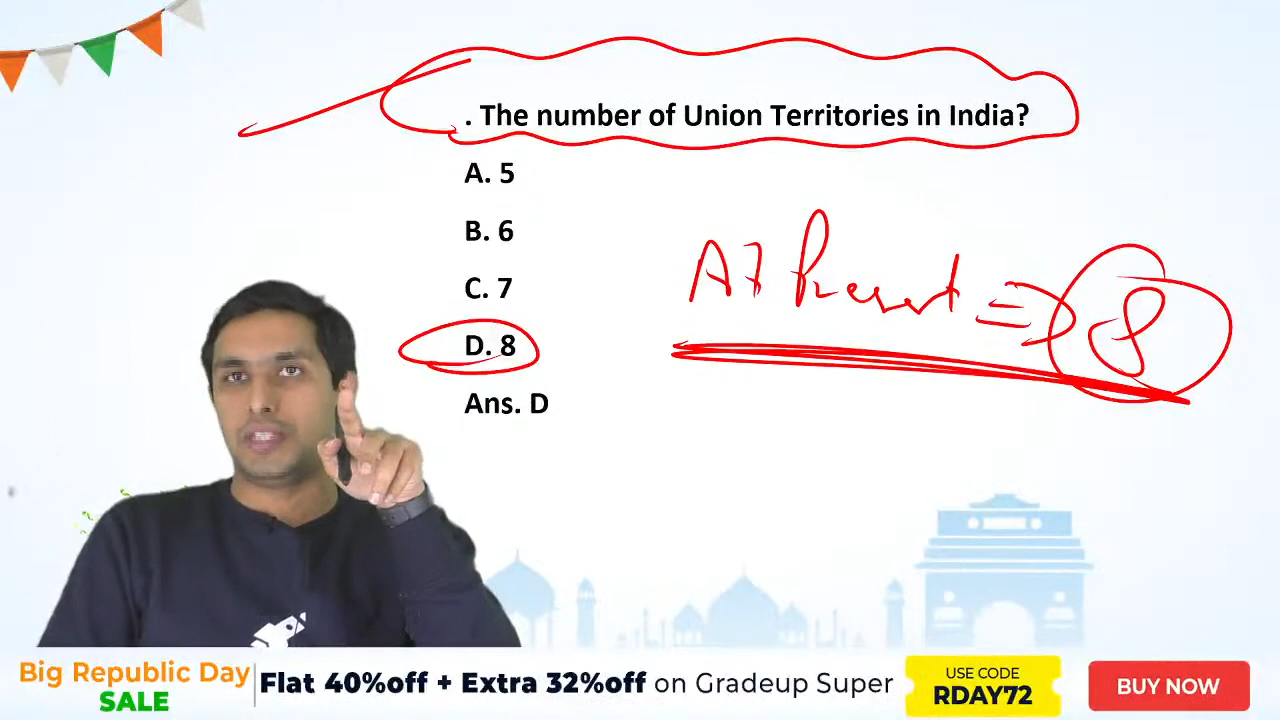 . The number of Union Territories in India?
A. 5
B. 6
C. 7
D. 8
Ans. D
At Present ⇒ 8
Big Republic Day
SALE
Flat 40%off + Extra 32%off on Gradeup Super
USE CODE
RDAY72
BUY NOW